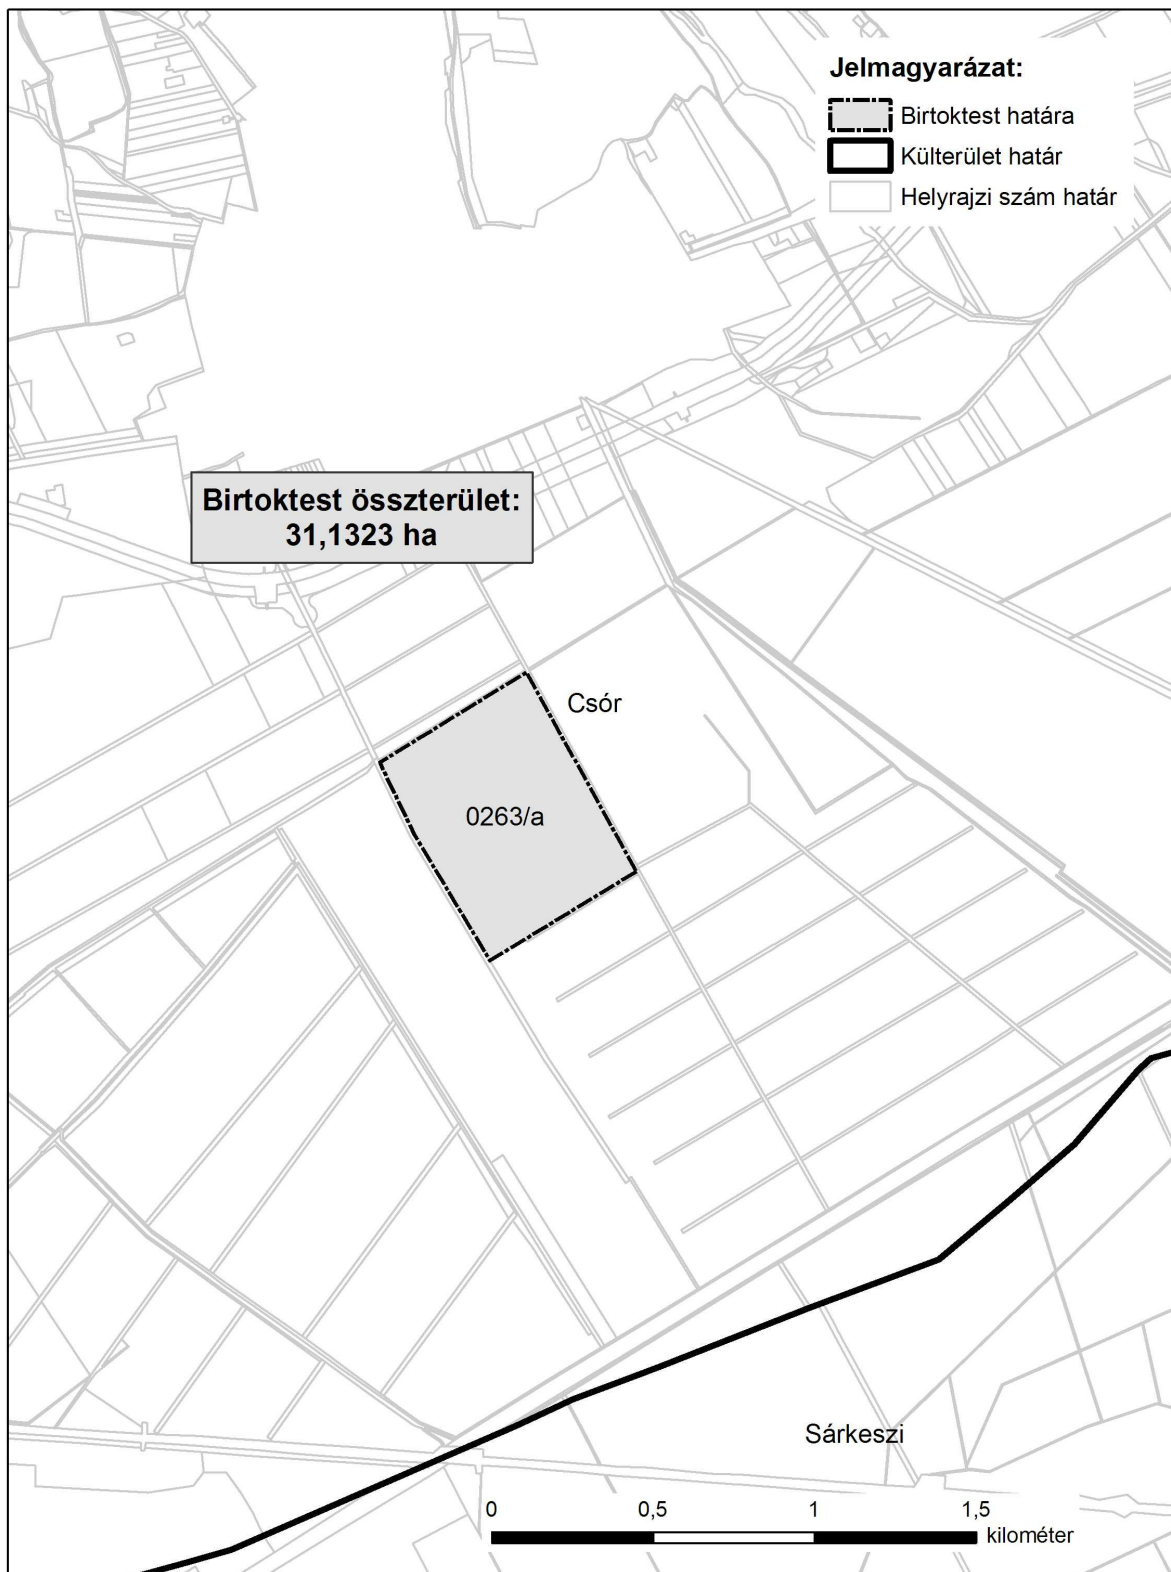 Jelmagyarázat:
Birtoktest határa
Külterület határ
Helyrajzi szám határ
Birtoktest összterület:
31,1323 ha
Csór
0263/a
Sárkeszi
0 0,5 1 1,5
kilométer